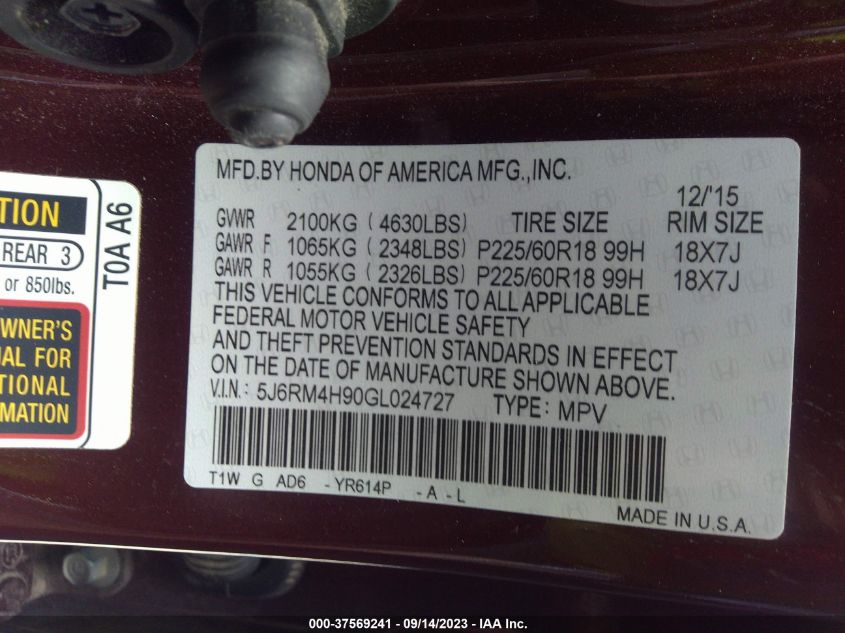 MFD.BY HONDA OF AMERICA MFG.,INC.
12/'15
GVWR 2100KG (4630LBS) TIRE SIZE RIM SIZE
GAWR F 1065KG (2348LBS) P225/60R18 99H 18X7J
GAWR R 1055KG (2326LBS) P225/60R18 99H 18X7J
THIS VEHICLE CONFORMS TO ALL APPLICABLE
FEDERAL MOTOR VEHICLE SAFETY
AND THEFT PREVENTION STANDARDS IN EFFECT
ON THE DATE OF MANUFACTURE SHOWN ABOVE.
V.I.N: 5J6RM4H90GL024727 TYPE: MPV
T1W G AD6 -YR614P -A-L
MADE IN U.S.A.
TION
REAR 3
or 850lbs.
WNER'S
AL FOR
TIONAL
RMATION
T0A A6
000-37569241 - 09/14/2023 - IAA Inc.